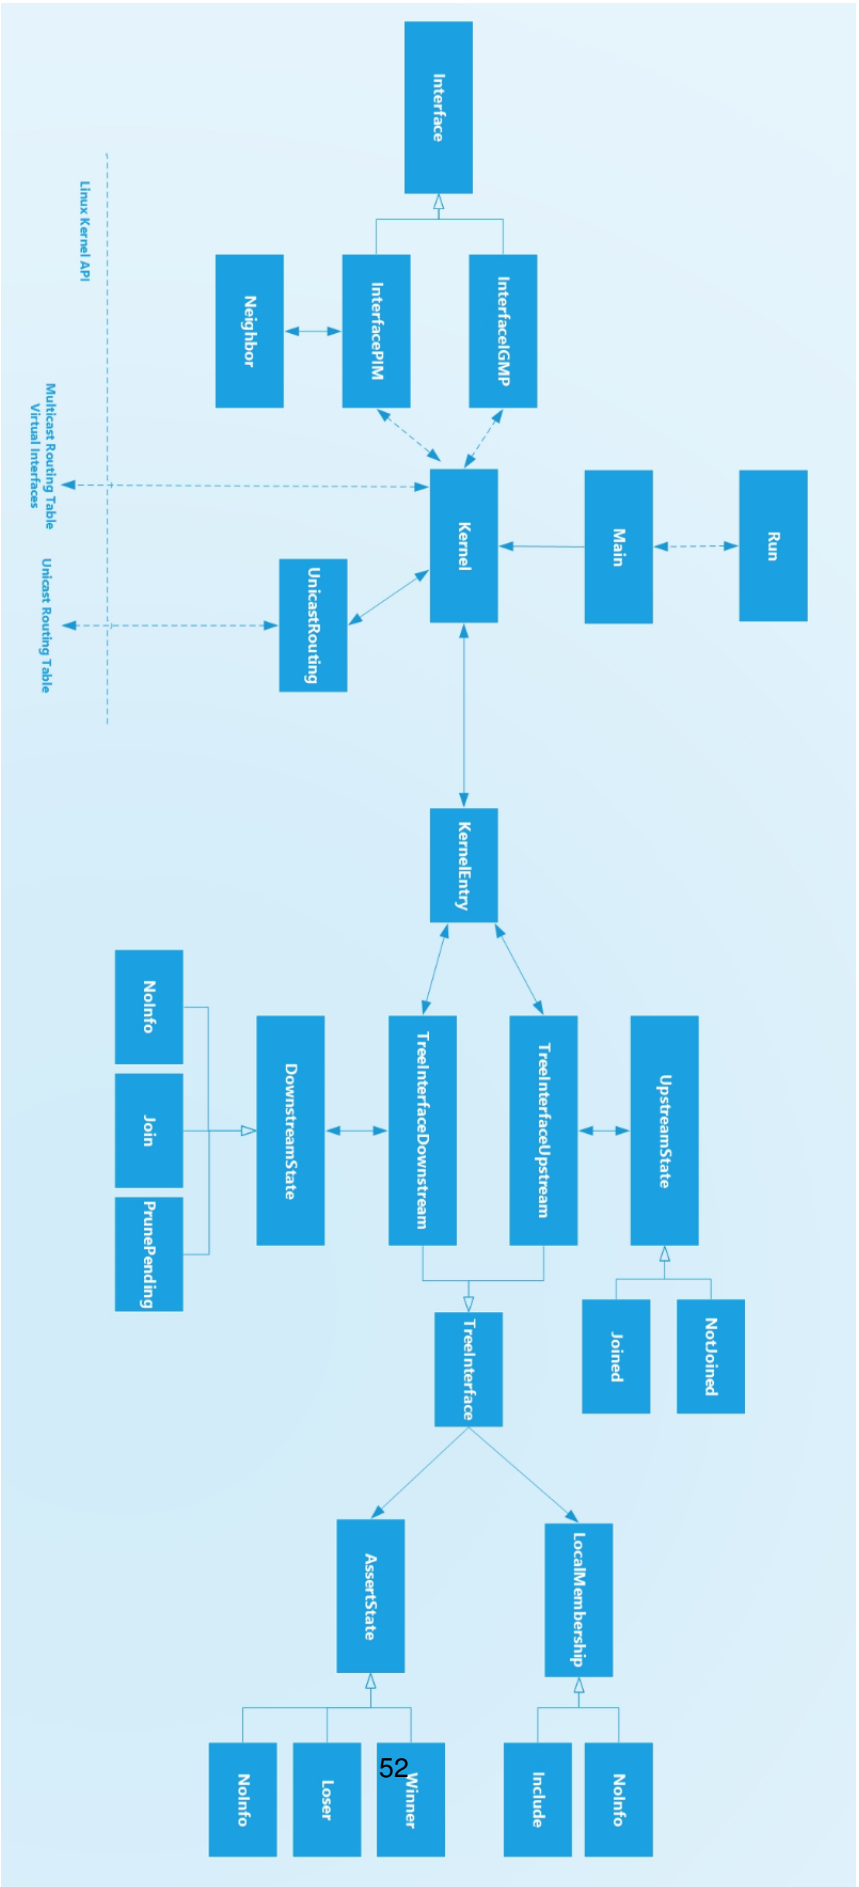 Interface
InterfaceIGMP
InterfacePIM
Neighbor
Linux Kernel API
Run
Main
Kernel
UnicastRouting
Multicast Routing Table
Virtual Interfaces
Unicast Routing Table
KernelEntry
UpstreamState
TreeInterfaceUpstream
TreeInterfaceDownstream
DownstreamState
NoInfo
Join
PrunePending
NotJoined
Joined
TreeInterface
LocalMembership
AssertState
NoInfo
Include
Winner
Loser
NoInfo
52